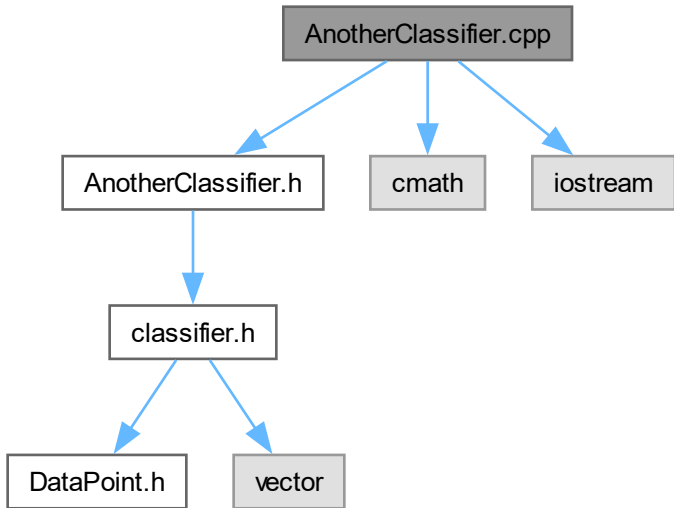 AnotherClassifier.cpp
AnotherClassifier.h
cmath
iostream
classifier.h
DataPoint.h
vector